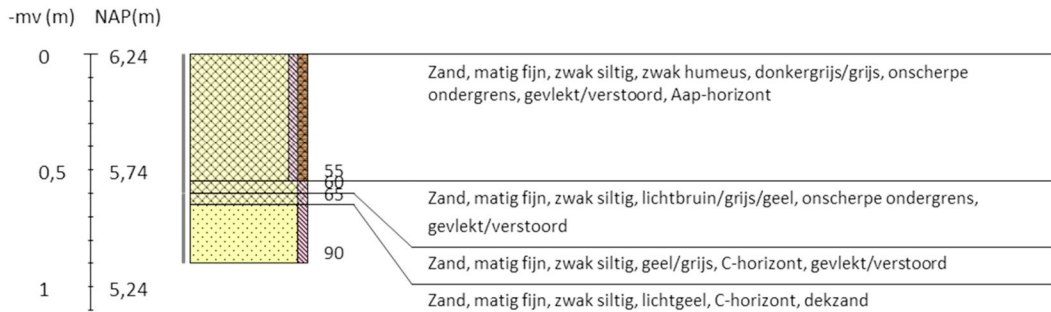 -mv (m) NAP(m)
0 6,24
Zand, matig fijn, zwak siltig, zwak humeus, donkergrijs/grijs, onscherpe
ondergrens, gevlekt/verstoord, Aap-horizont
0,5 5,74
55
60
65
Zand, matig fijn, zwak siltig, lichtbruin/grijs/geel, onscherpe ondergrens,
gevlekt/verstoord
90
Zand, matig fijn, zwak siltig, geel/grijs, C-horizont, gevlekt/verstoord
1 5,24
Zand, matig fijn, zwak siltig, lichtgeel, C-horizont, dekzand